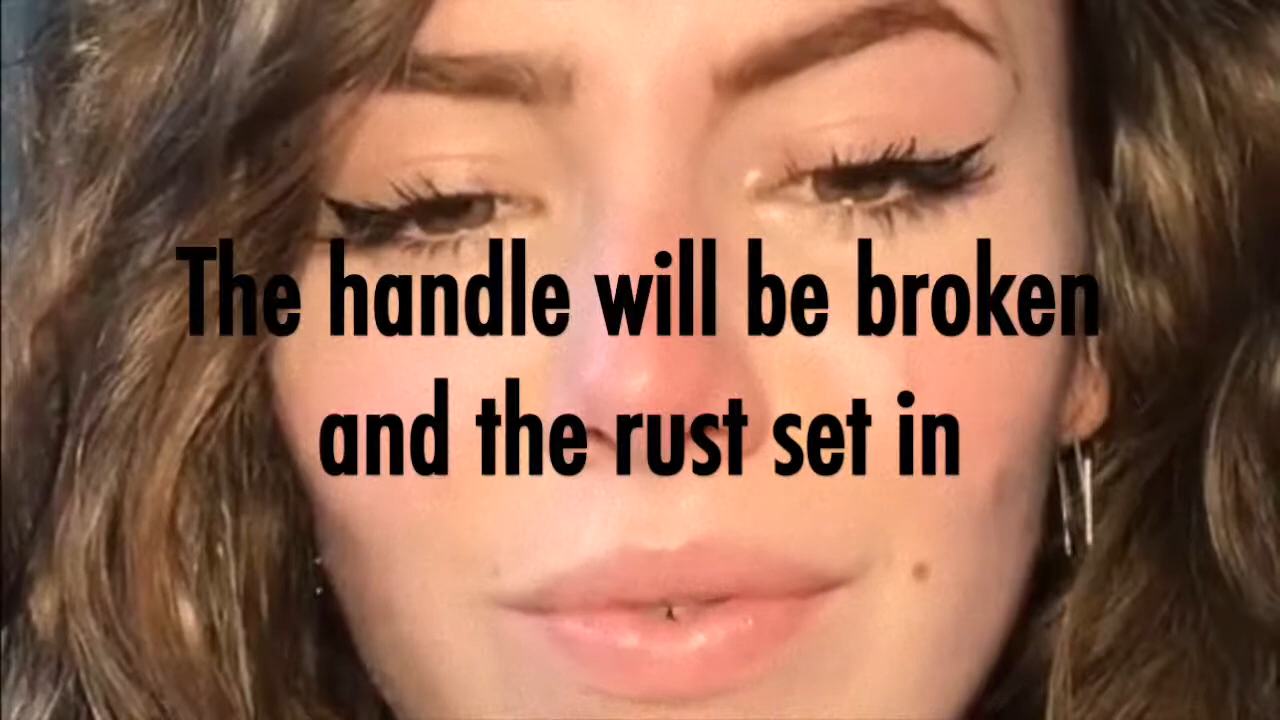 The handle will be broken
and the rust set in